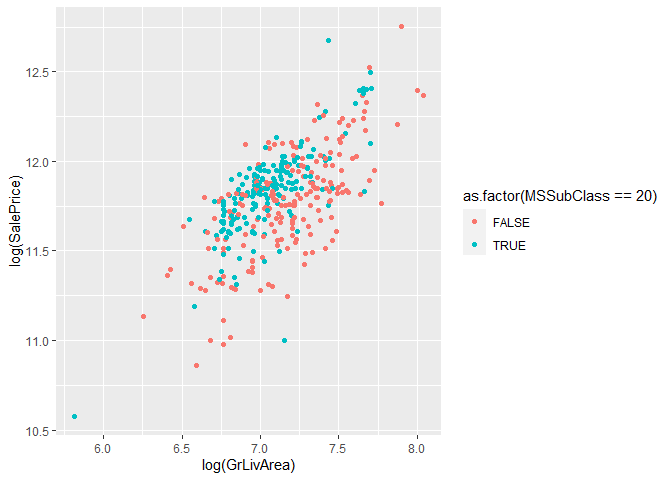 12.5
12.0
11.5
11.0
10.5
log(SalePrice)
6.0 6.5 7.0 7.5 8.0
log(GrLivArea)
as.factor(MSSubClass == 20)
FALSE
TRUE